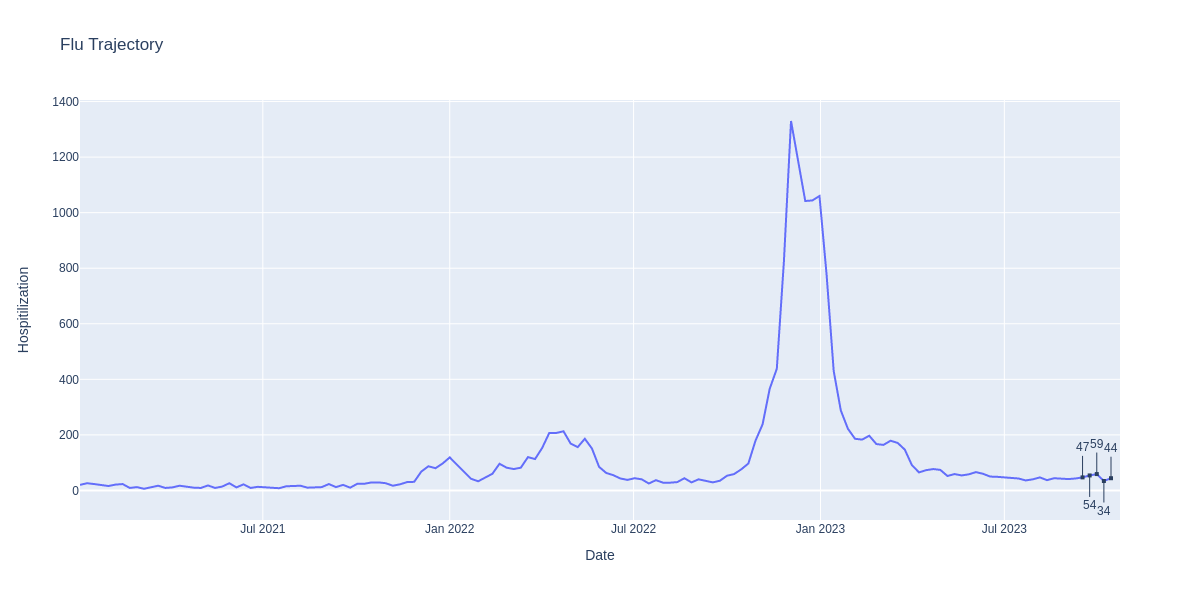 Flu Trajectory
1400
1200
1000
800
600
400
200
0
Hospitilization
47
59
44
54
34
Jul 2021
Jan 2022
Jul 2022
Jan 2023
Jul 2023
Date